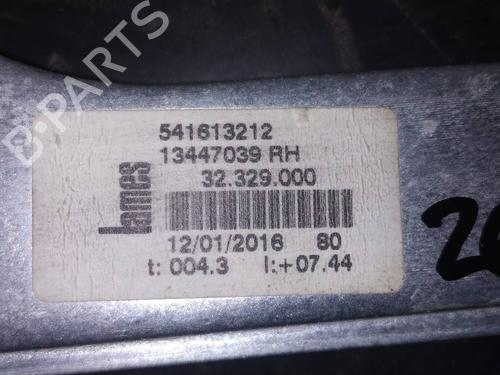 B-PARTS
541613212
13447039 RH
32.329.000
lames
12/01/2016 80
t: 004.3 l:+07.44